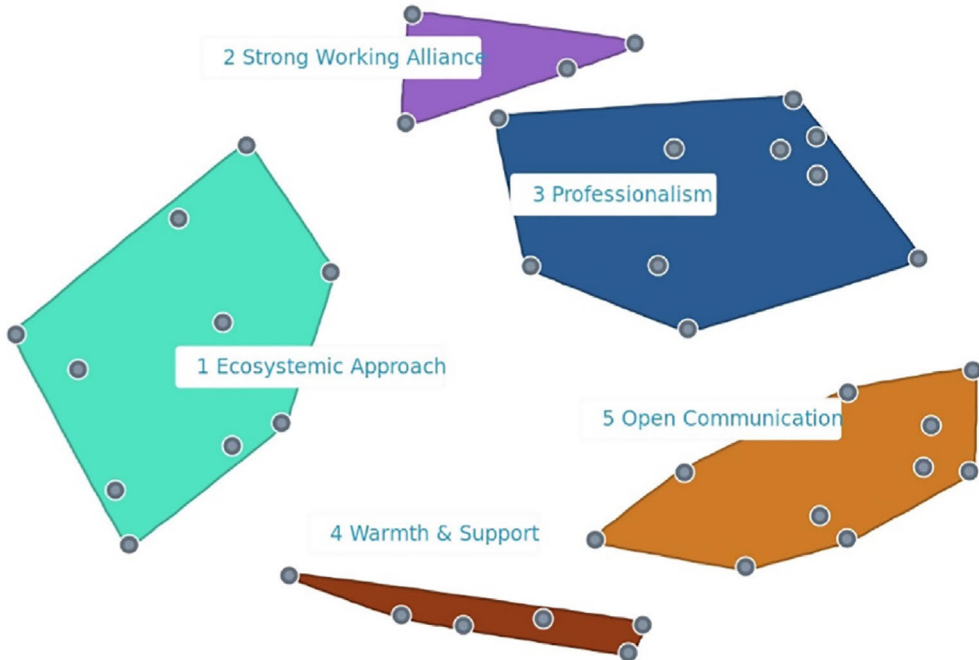 2 Strong Working Alliance
3 Professionalism
1 Ecosystemic Approach
5 Open Communication
4 Warmth & Support